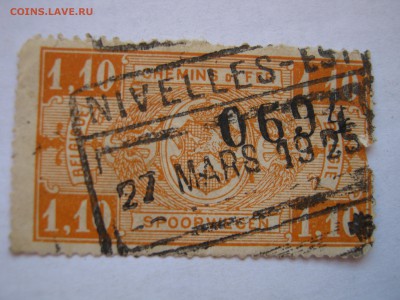 COINS.LAVE.RU
1,10 CHEMINS DE FER 1,10
NIVELLES-EST
0694
27 MARS 1925
1,10 SPOORWEGEN 1,10